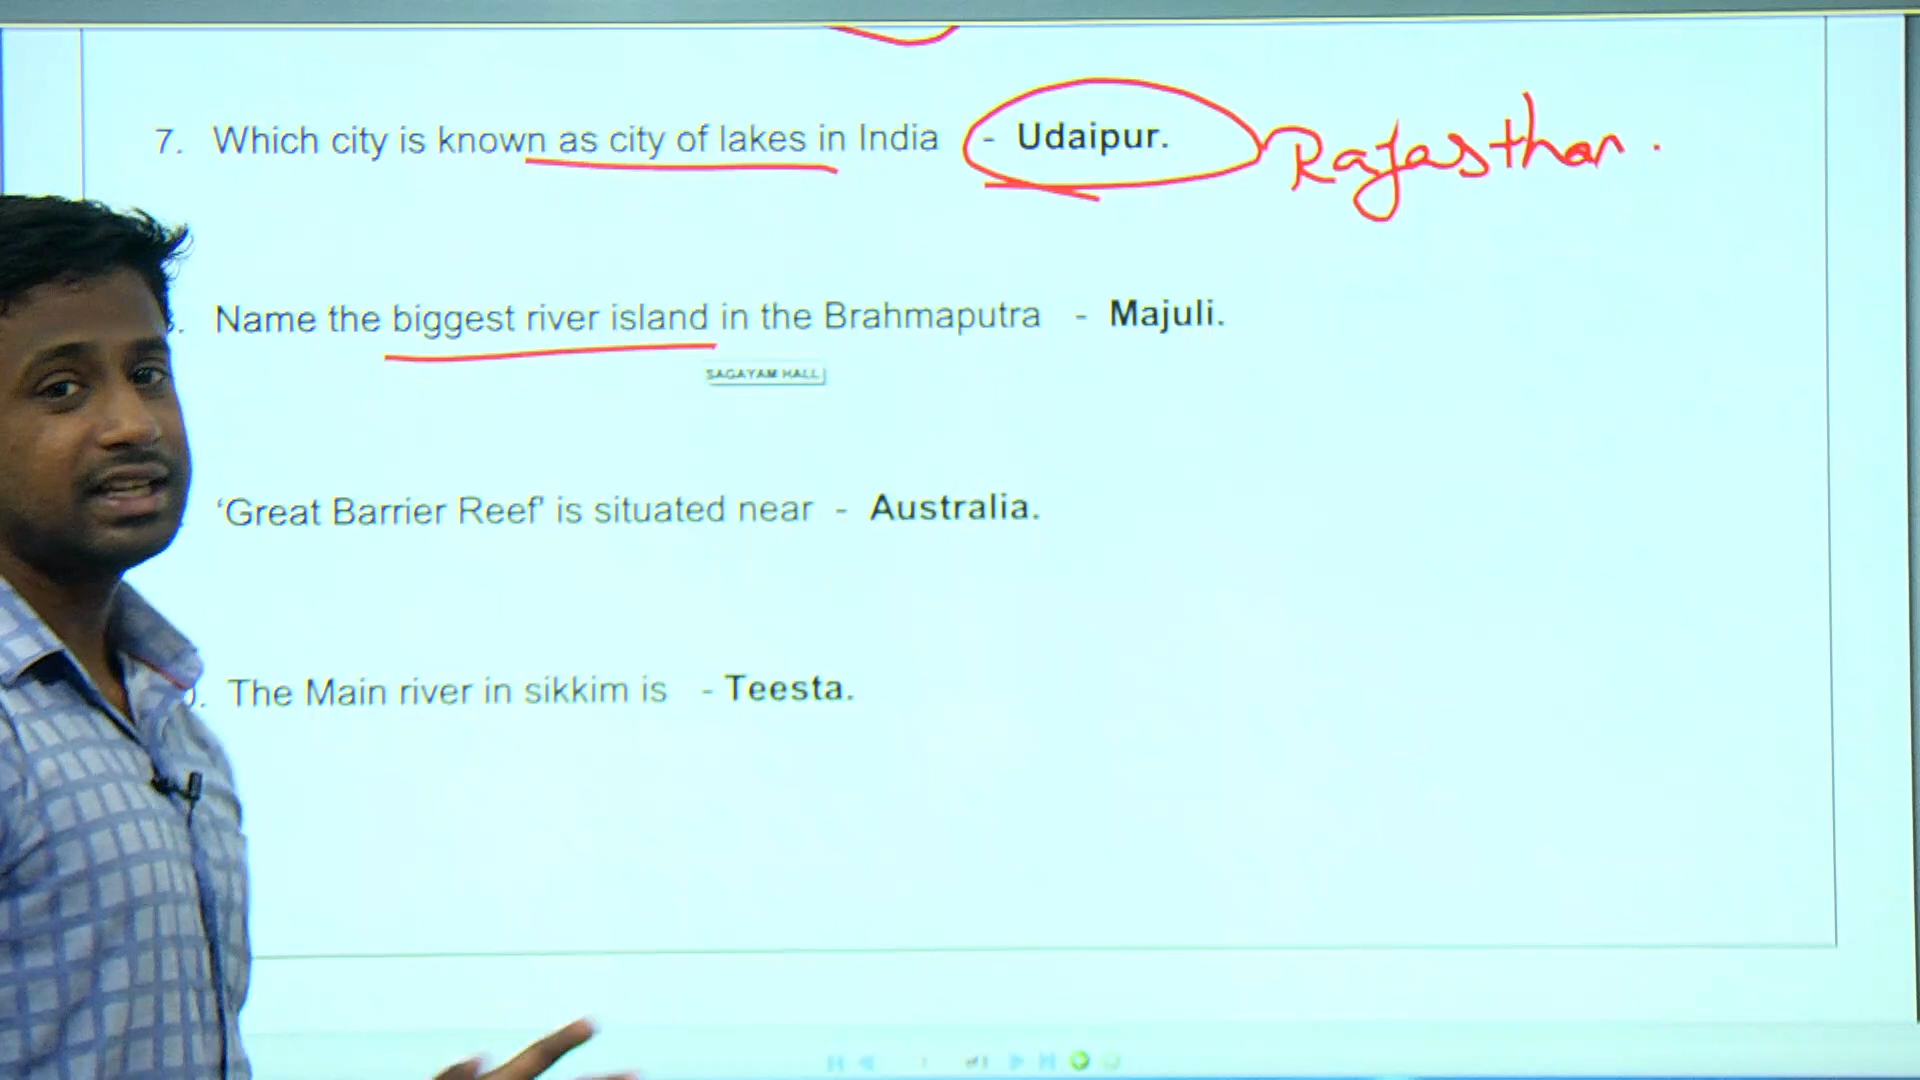 7. Which city is known as city of lakes in India - Udaipur. Rajasthan.
Name the biggest river island in the Brahmaputra - Majuli.
SAGAYAM HALL
‘Great Barrier Reef’ is situated near - Australia.
The Main river in sikkim is - Teesta.